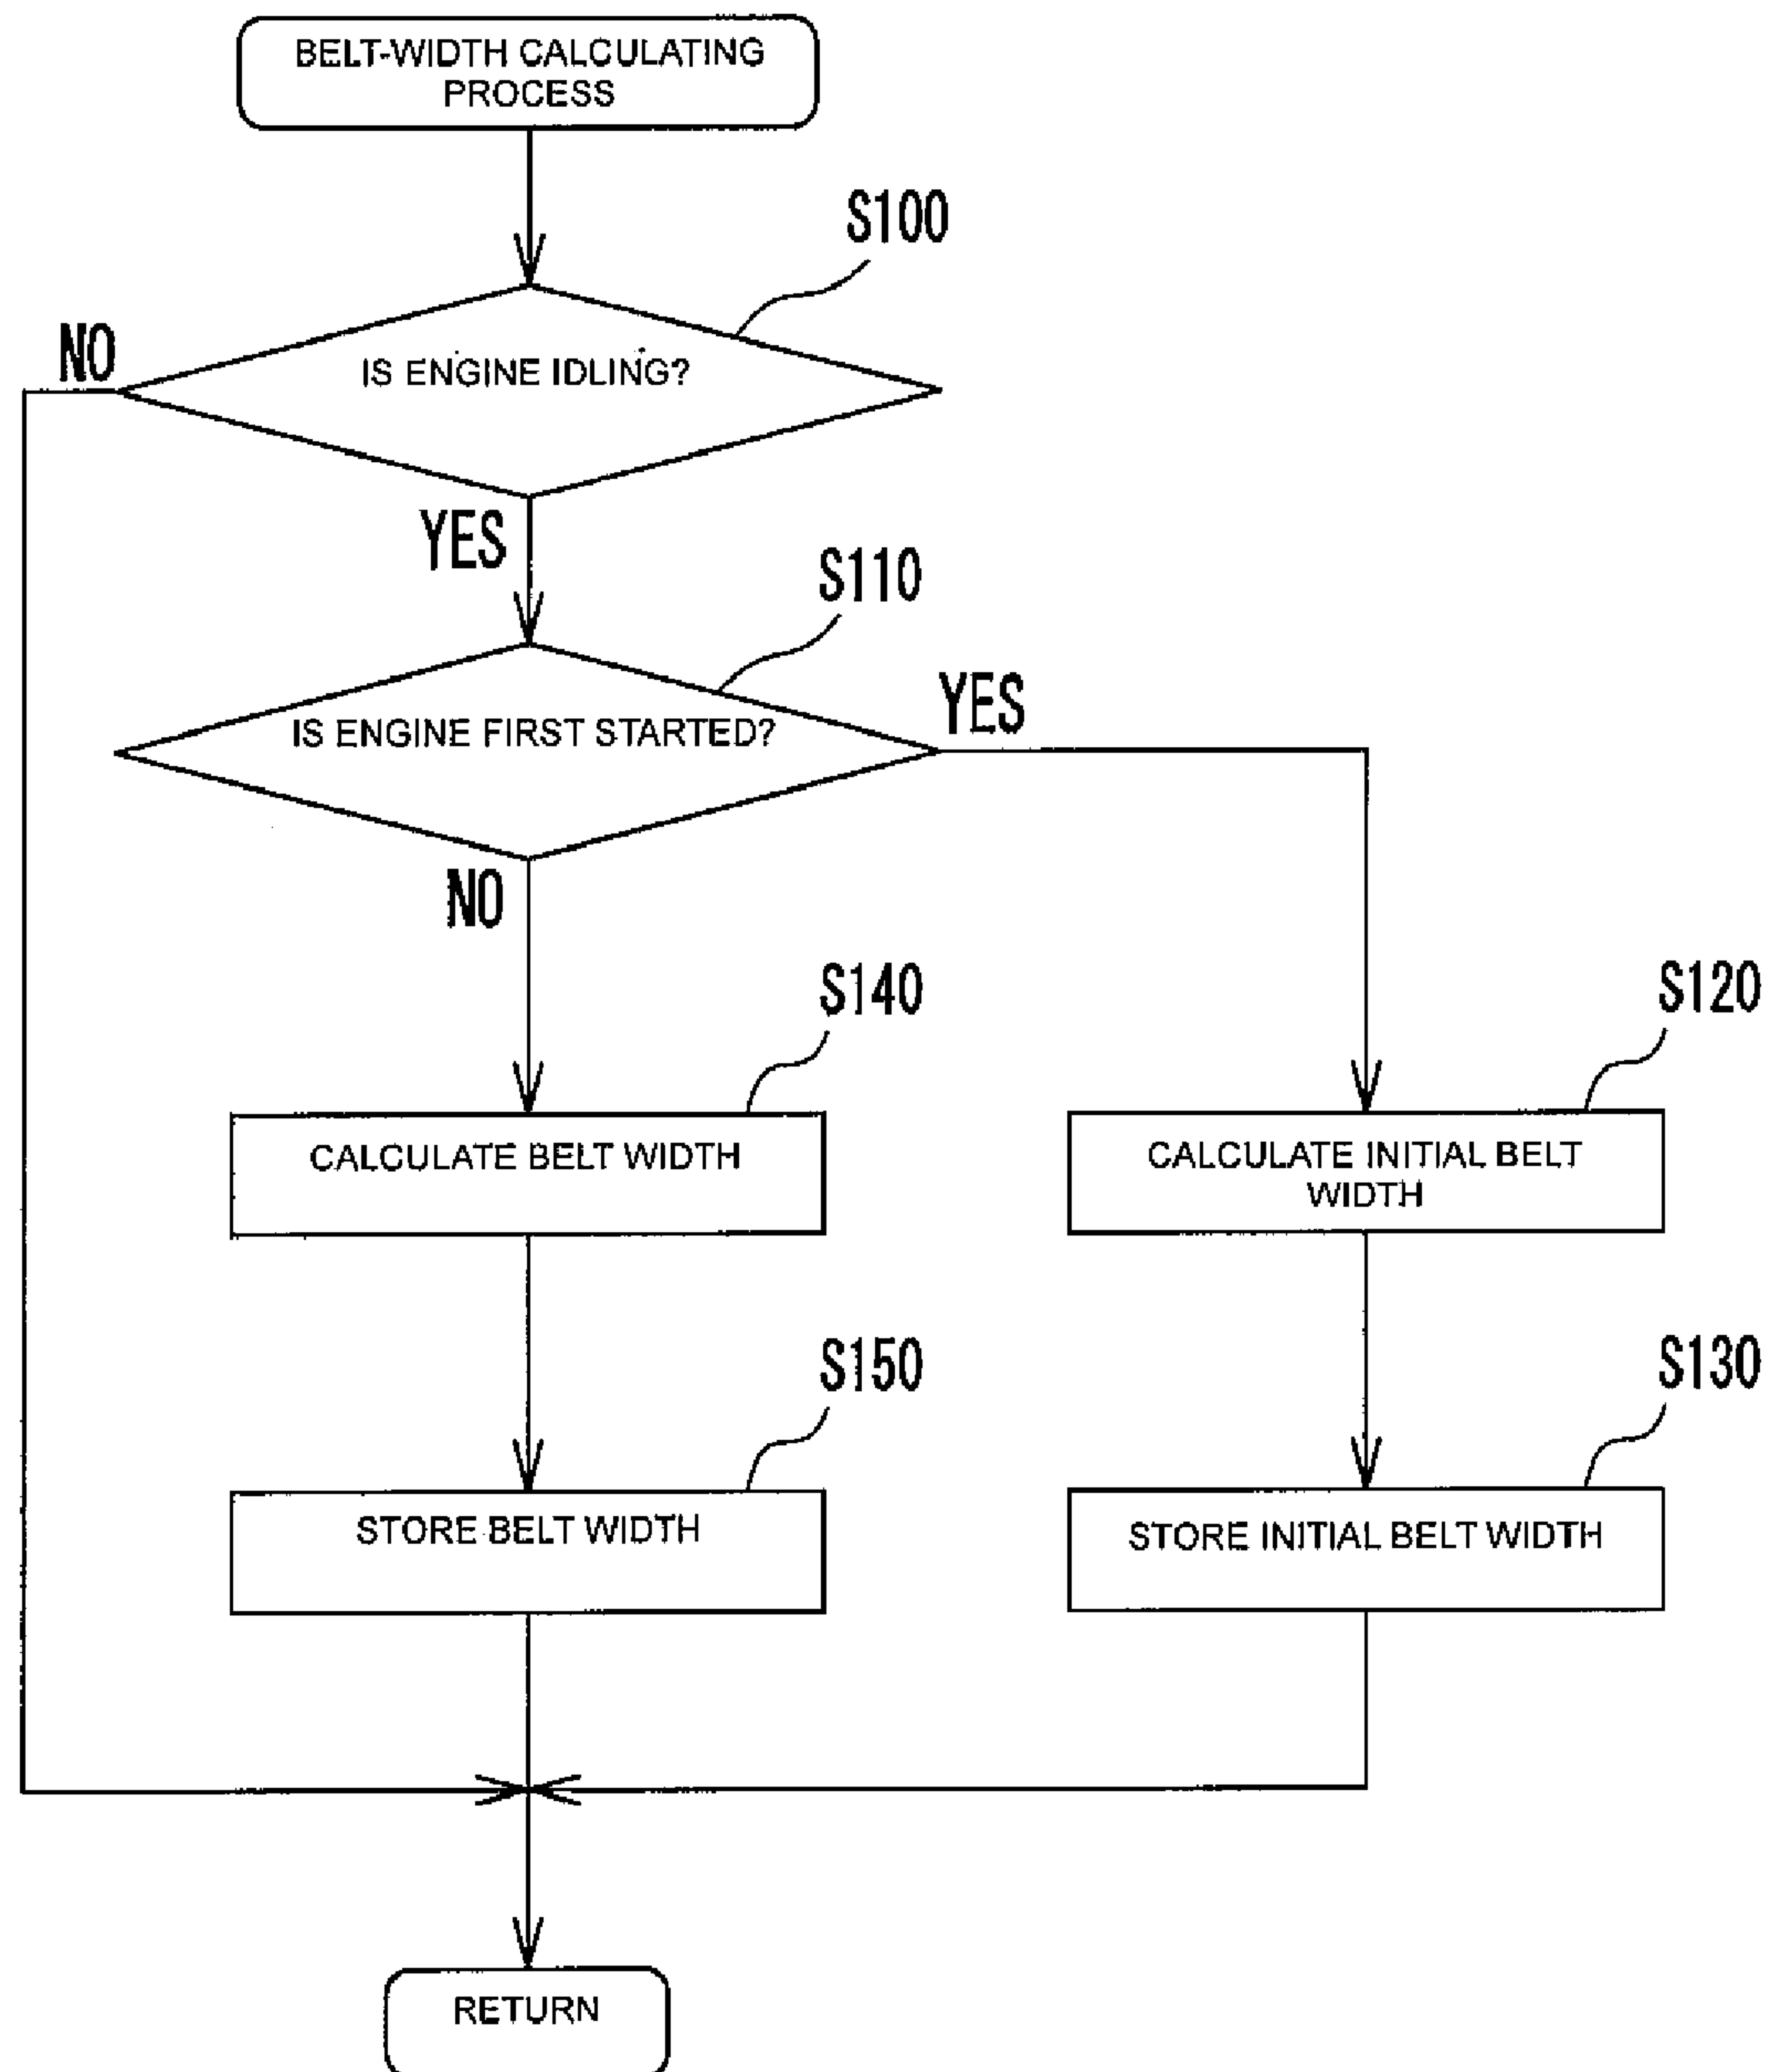 BELT-WIDTH CALCULATING
PROCESS
S100
NO
IS ENGINE IDLING?
YES
S110
IS ENGINE FIRST STARTED?
YES
NO
S140
S120
CALCULATE BELT WIDTH
CALCULATE INITIAL BELT
WIDTH
S150
S130
STORE BELT WIDTH
STORE INITIAL BELT WIDTH
RETURN